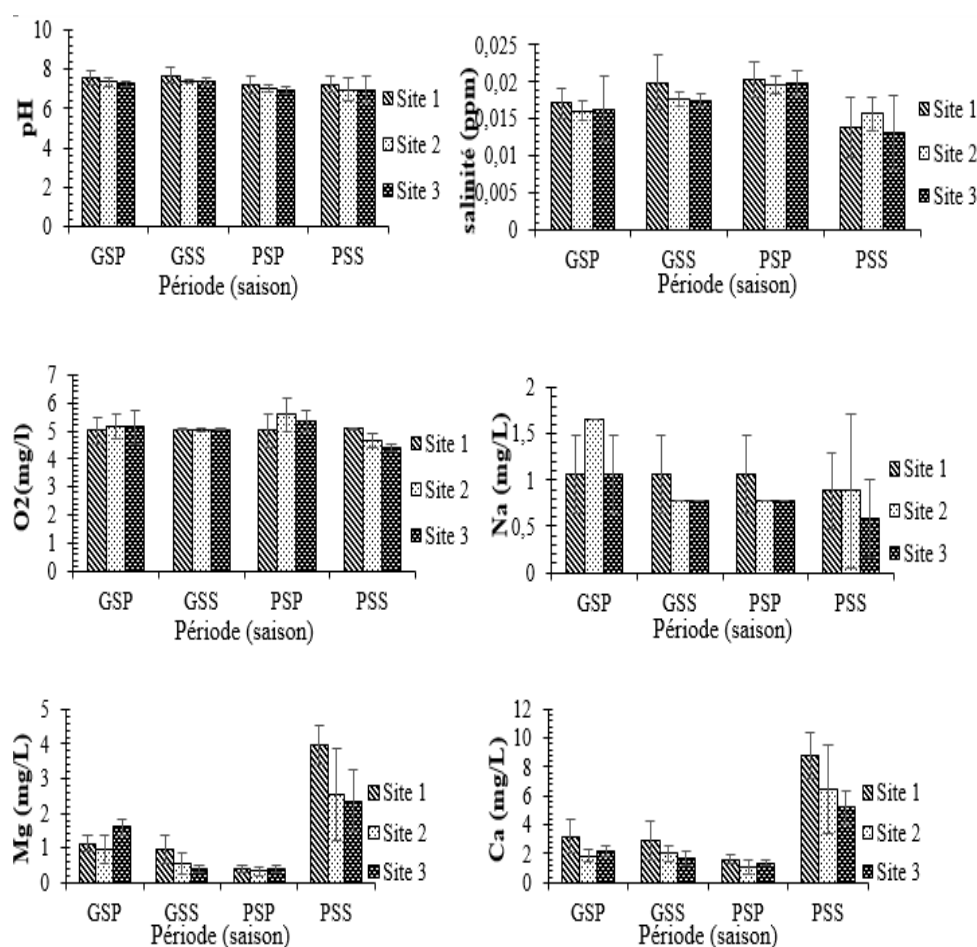 pH
10
8
6
4
2
0
GSP GSS PSP PSS
Période (saison)
Site 1
Site 2
Site 3
salinité (ppm)
0,025
0,02
0,015
0,01
0,005
0
GSP GSS PSP PSS
Période (saison)
Site 1
Site 2
Site 3
O2(mg/l)
7
6
5
4
3
2
1
0
GSP GSS PSP PSS
Période (saison)
Site 1
Site 2
Site 3
Na (mg/L)
2
1,5
1
0,5
0
GSP GSS PSP PSS
Période (saison)
Site 1
Site 2
Site 3
Mg (mg/L)
5
4
3
2
1
0
GSP GSS PSP PSS
Période (saison)
Site 1
Site 2
Site 3
Ca (mg/L)
12
10
8
6
4
2
0
GSP GSS PSP PSS
Période (saison)
Site 1
Site 2
Site 3